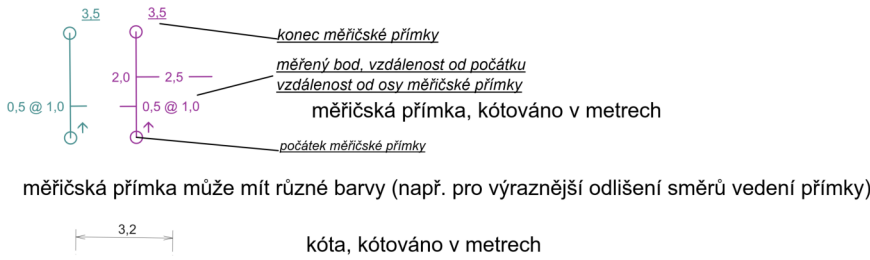 3,5
3,5
konec měřičské přímky
měřený bod, vzdálenost od počátku
2,0
2,5
vzdálenost od osy měřičské přímky
0,5 @ 1,0
0,5 @ 1,0
měřičská přímka, kótováno v metrech
počátek měřičské přímky
měřičská přímka může mít různé barvy (např. pro výraznější odlišení směrů vedení přímky)
3,2
kóta, kótováno v metrech